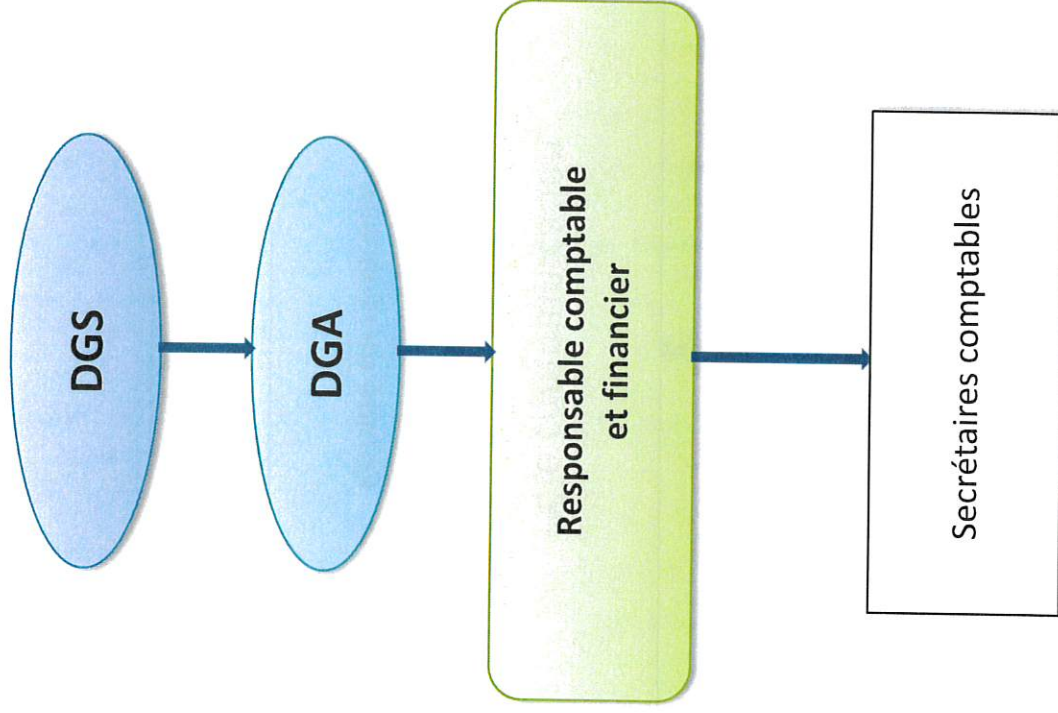 DGS
DGA
Responsable comptable
et financier
Secrétaires comptables